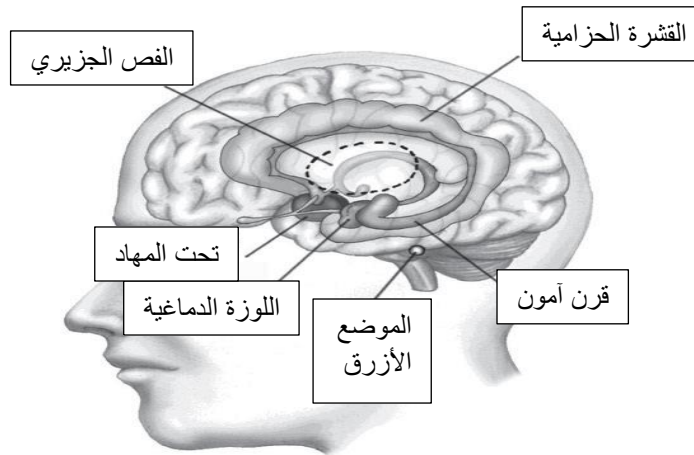 القشرة الحزامية
الفص الجزيري
تحت المهاد
اللوزة الدماغية
الموضع
الأزرق
قرن آمون